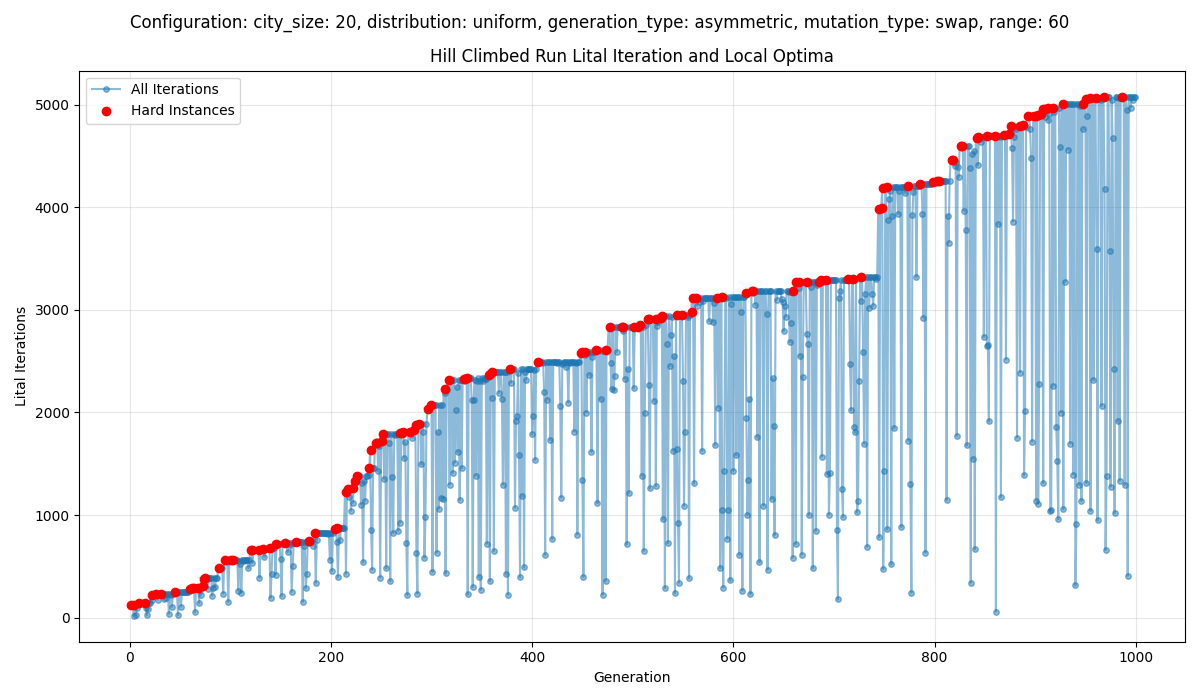 Configuration: city_size: 20, distribution: uniform, generation_type: asymmetric, mutation_type: swap, range: 60
Hill Climbed Run Lital Iteration and Local Optima
All Iterations
Hard Instances
5000
4000
3000
2000
1000
0
Lital Iterations
0 200 400 600 800 1000
Generation